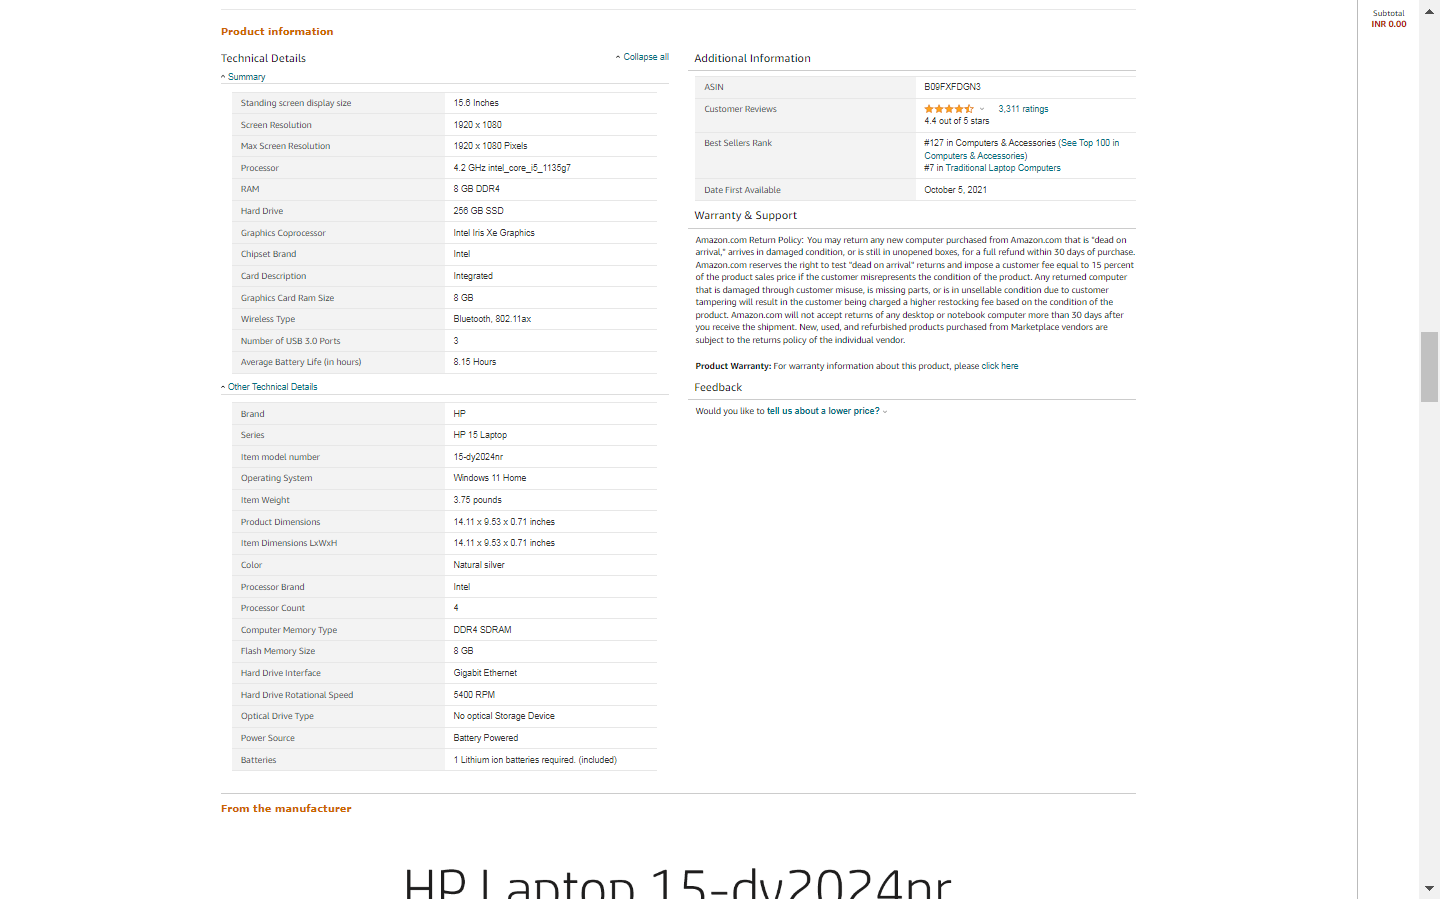 Subtotal
INR 0.00
Product information
Technical Details
Collapse all
Summary
Standing screen display size 15.6 Inches
Screen Resolution 1920 x 1080
Max Screen Resolution 1920 x 1080 Pixels
Processor 4.2 GHz intel_core_i5_1135g7
RAM 8 GB DDR4
Hard Drive 256 GB SSD
Graphics Coprocessor Intel Iris Xe Graphics
Chipset Brand Intel
Card Description Integrated
Graphics Card Ram Size 8 GB
Wireless Type Bluetooth, 802.11ax
Number of USB 3.0 Ports 3
Average Battery Life (in hours) 8.15 Hours
Other Technical Details
Brand HP
Series HP 15 Laptop
Item model number 15-dy2024nr
Operating System Windows 11 Home
Item Weight 3.75 pounds
Product Dimensions 14.11 x 9.53 x 0.71 inches
Item Dimensions LxWxH 14.11 x 9.53 x 0.71 inches
Color Natural silver
Processor Brand Intel
Processor Count 4
Computer Memory Type DDR4 SDRAM
Flash Memory Size 8 GB
Hard Drive Interface Gigabit Ethernet
Hard Drive Rotational Speed 5400 RPM
Optical Drive Type No optical Storage Device
Power Source Battery Powered
Batteries 1 Lithium ion batteries required. (included)
Additional Information
ASIN B09FXFDGN3
Customer Reviews 3,311 ratings
4.4 out of 5 stars
Best Sellers Rank #127 in Computers & Accessories (See Top 100 in
Computers & Accessories)
#7 in Traditional Laptop Computers
Date First Available October 5, 2021
Warranty & Support
Amazon.com Return Policy: You may return any new computer purchased from Amazon.com that is "dead on
arrival," arrives in damaged condition, or is still in unopened boxes, for a full refund within 30 days of purchase.
Amazon.com reserves the right to test "dead on arrival" returns and impose a customer fee equal to 15 percent
of the product sales price if the customer misrepresents the condition of the product. Any returned computer
that is damaged through customer misuse, is missing parts, or is in unsellable condition due to customer
tampering will result in the customer being charged a higher restocking fee based on the condition of the
product. Amazon.com will not accept returns of any desktop or notebook computer more than 30 days after
you receive the shipment. New, used, and refurbished products purchased from Marketplace vendors are
subject to the returns policy of the individual vendor.
Product Warranty: For warranty information about this product, please click here
Feedback
Would you like to tell us about a lower price?
From the manufacturer
HP Laptop 15-dy2024nr